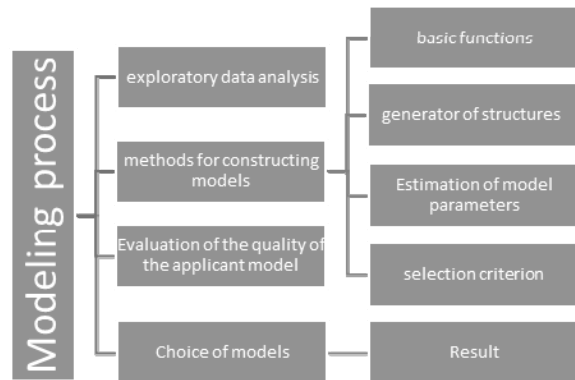 Modeling process
exploratory data analysis
methods for constructing
models
Evaluation of the quality of
the applicant model
Choice of models
basic functions
generator of structures
Estimation of model
parameters
selection criterion
Result